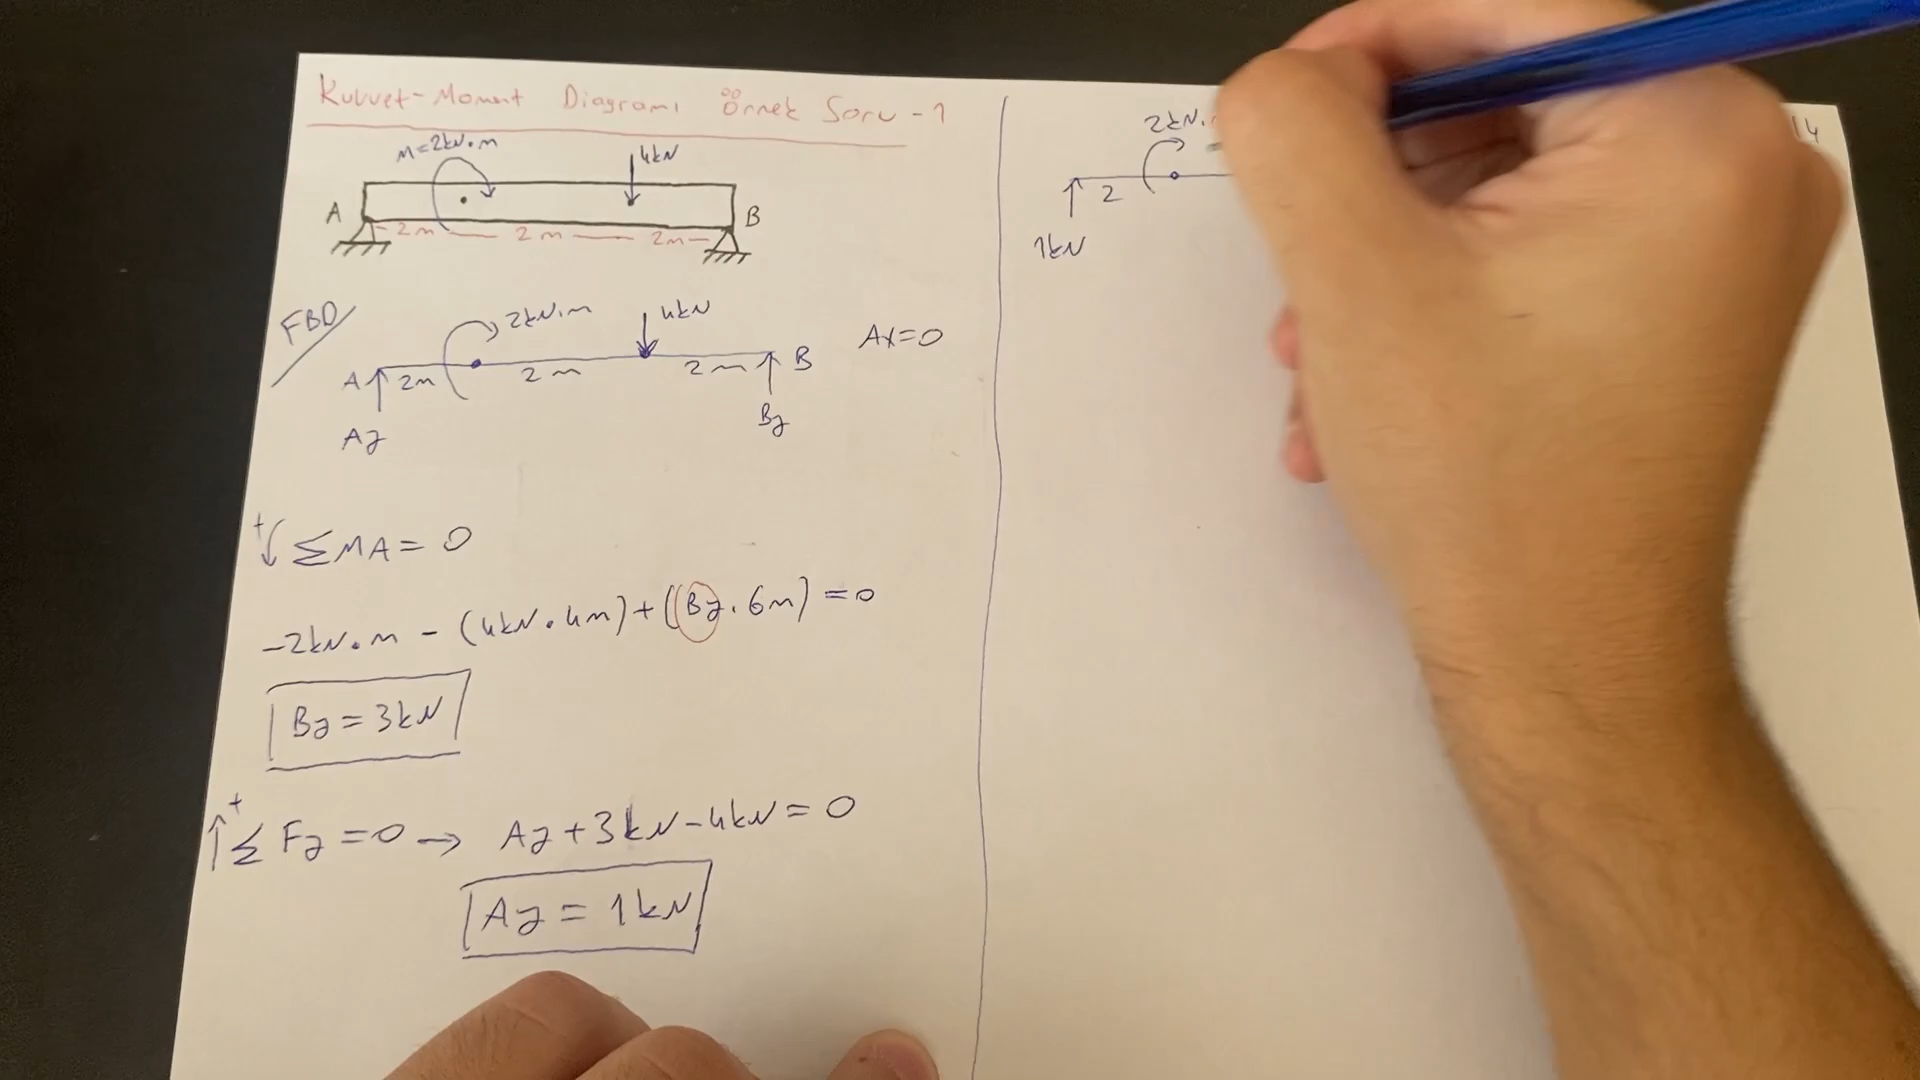 Kuvvet-Moment Diagramı Örnek Soru-1
M=2kN.m
4kN
A
B
2m 2m 2m
FBD
2kN.m
4kN
Ax=0
A 2m 2m 2m B
Ay
By
+ ΣMA=0
-2kN.m - (4kN.4m)+(By.6m)=0
By=3kN
↑+ ΣFy=0 → Ay+3kN-4kN=0
Ay=1kN
14
2
1kN